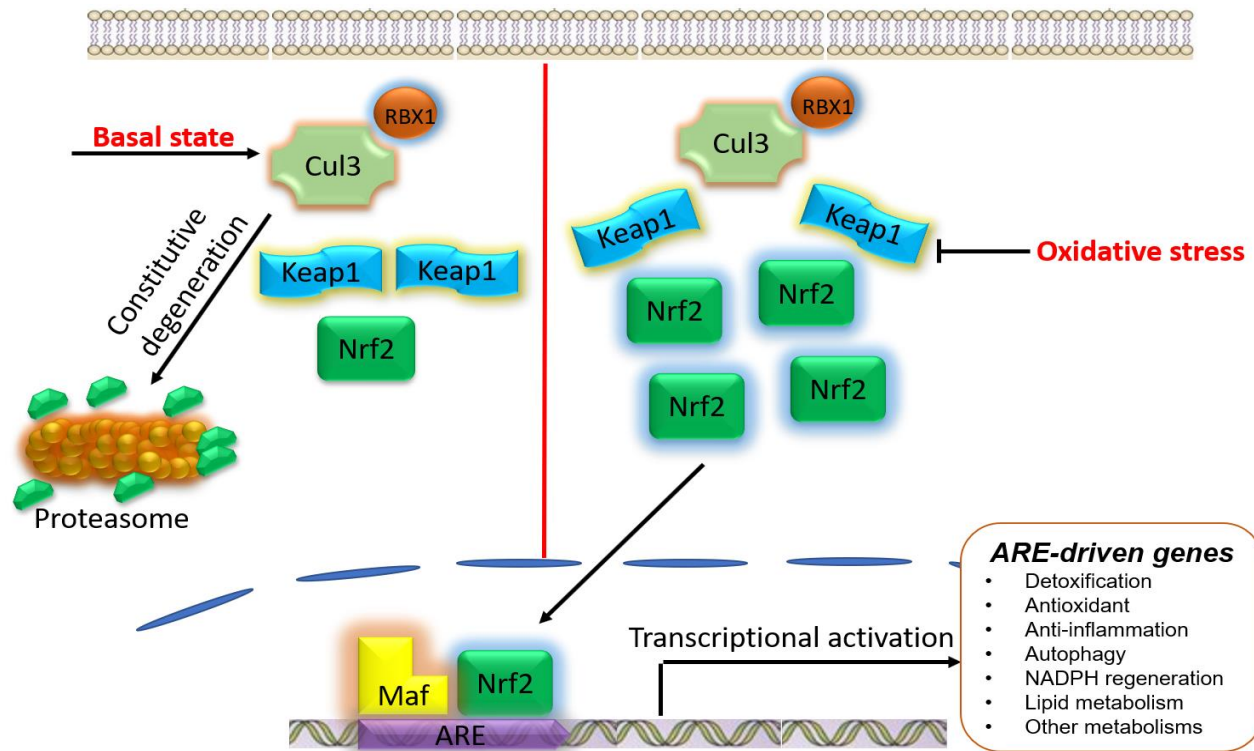 Basal state
RBX1
Cul3
Constitutive
degeneration
Keap1
Keap1
Nrf2
Proteasome
RBX1
Cul3
Keap1
Keap1
Oxidative stress
Nrf2
Nrf2
Nrf2
Nrf2
Maf
Nrf2
ARE
Transcriptional activation
ARE-driven genes
• Detoxification
• Antioxidant
• Anti-inflammation
• Autophagy
• NADPH regeneration
• Lipid metabolism
• Other metabolisms